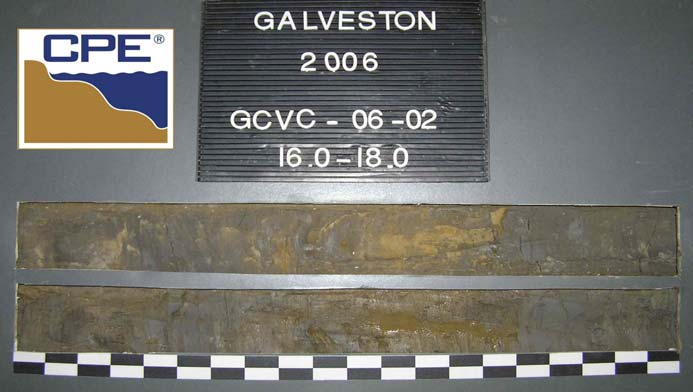 CPE®
GALVESTON
2006
GCVC - 06-02
16.0-18.0